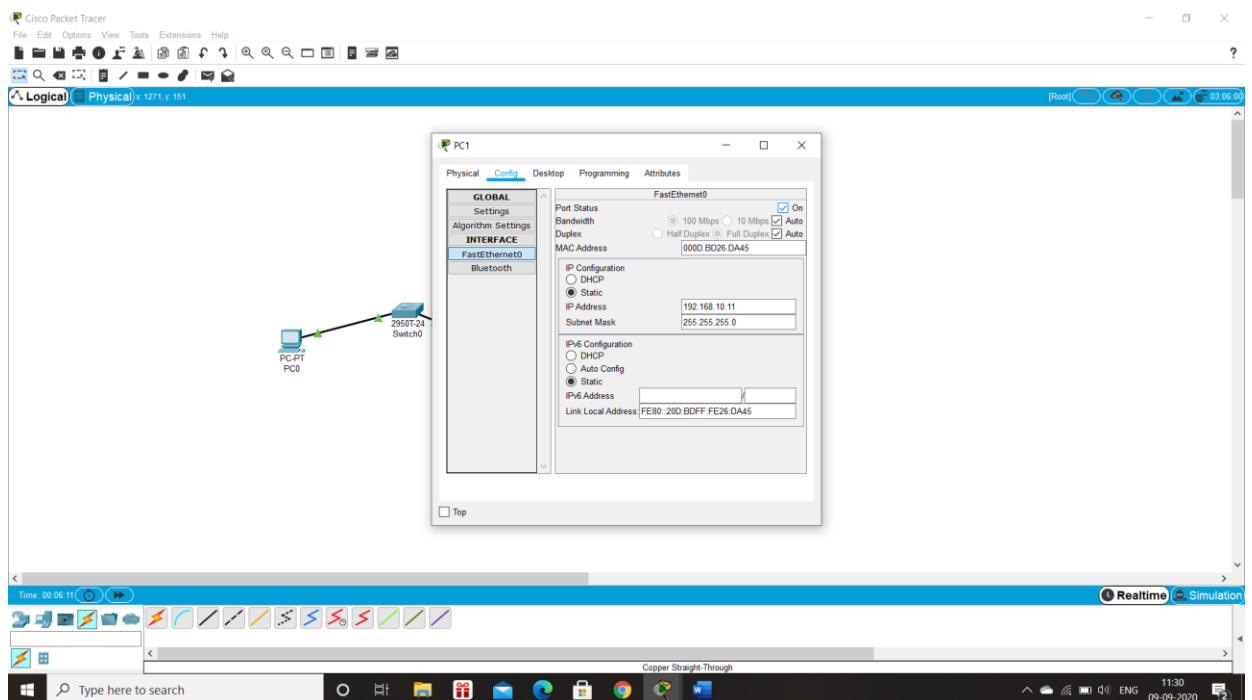 Cisco Packet Tracer
File Edit Options View Tools Extensions Help
?
Logical Physical x: 1271, y: 151 [Root] 03:06:00
PC1
Physical Config Desktop Programming Attributes
GLOBAL
Settings
Algorithm Settings
INTERFACE
FastEthernet0
Bluetooth
FastEthernet0
Port Status On
Bandwidth 100 Mbps 10 Mbps Auto
Duplex Half Duplex Full Duplex Auto
MAC Address 000D.BD26.DA45
IP Configuration
DHCP
Static
IP Address 192.168.10.11
Subnet Mask 255.255.255.0
IPv6 Configuration
DHCP
Auto Config
Static
IPv6 Address /
Link Local Address: FE80::20D:BDFF:FE26:DA45
Top
2950T-24
Switch0
PC-PT
PC0
Time: 00:06:11 Realtime Simulation
Copper Straight-Through
Type here to search
ENG
11:30
09-09-2020
2